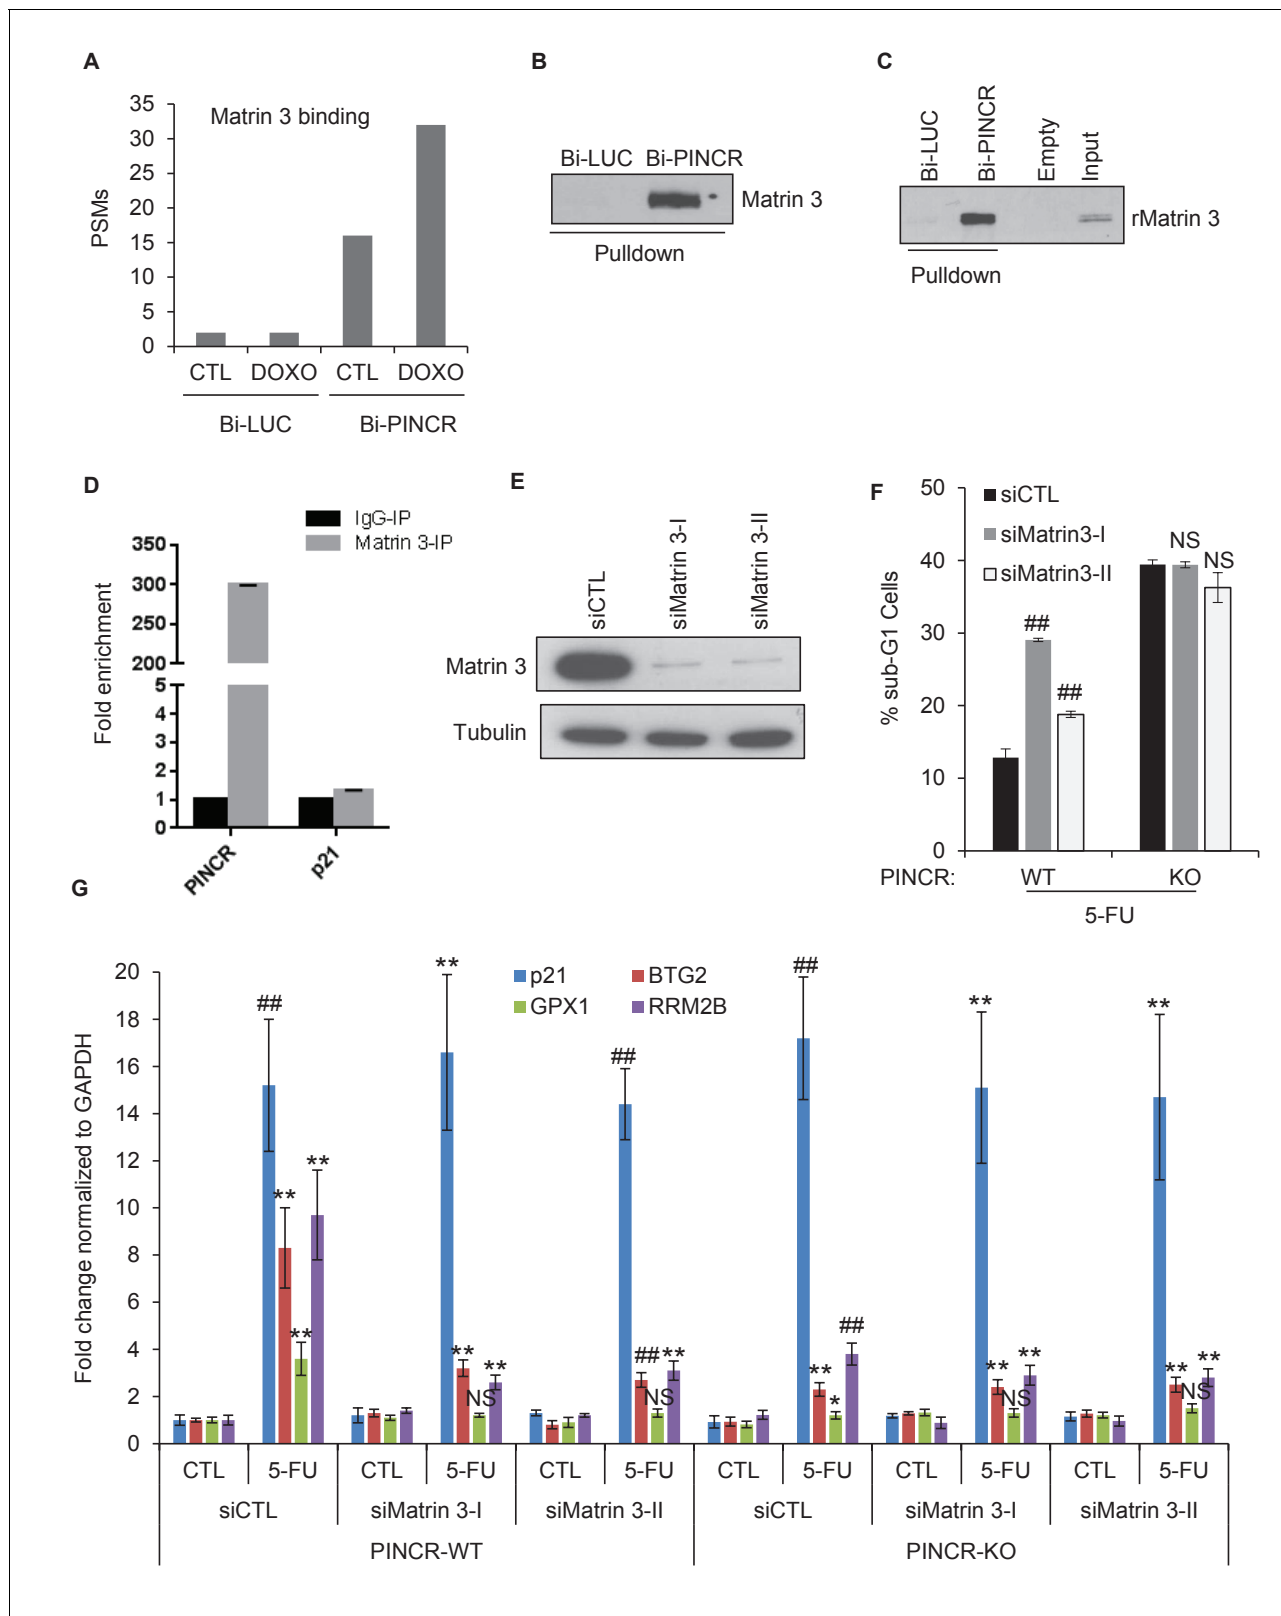 A
Matrin 3 binding
PSMs
35
30
25
20
15
10
5
0
CTL DOXO CTL DOXO
Bi-LUC Bi-PINCR
B
Bi-LUC Bi-PINCR
Matrin 3
Pulldown
C
Bi-LUC
Bi-PINCR
Empty
Input
rMatrin 3
Pulldown
D
IgG-IP
Matrin 3-IP
Fold enrichment
350
300
250
200
5
4
3
2
1
0
PINCR
p21
E
siCTL
siMatrin 3-I
siMatrin 3-II
Matrin 3
Tubulin
F
siCTL
siMatrin3-I
siMatrin3-II
% sub-G1 Cells
50
40
30
20
10
0
##
##
NS
NS
PINCR: WT KO
5-FU
G
p21 BTG2
GPX1 RRM2B
Fold change normalized to GAPDH
20
18
16
14
12
10
8
6
4
2
0
## ** ** **
** ** NS **
## ## NS **
## ** * ##
** ** NS **
** ** NS **
CTL 5-FU CTL 5-FU CTL 5-FU CTL 5-FU CTL 5-FU CTL 5-FU
siCTL siMatrin 3-I siMatrin 3-II siCTL siMatrin 3-I siMatrin 3-II
PINCR-WT PINCR-KO